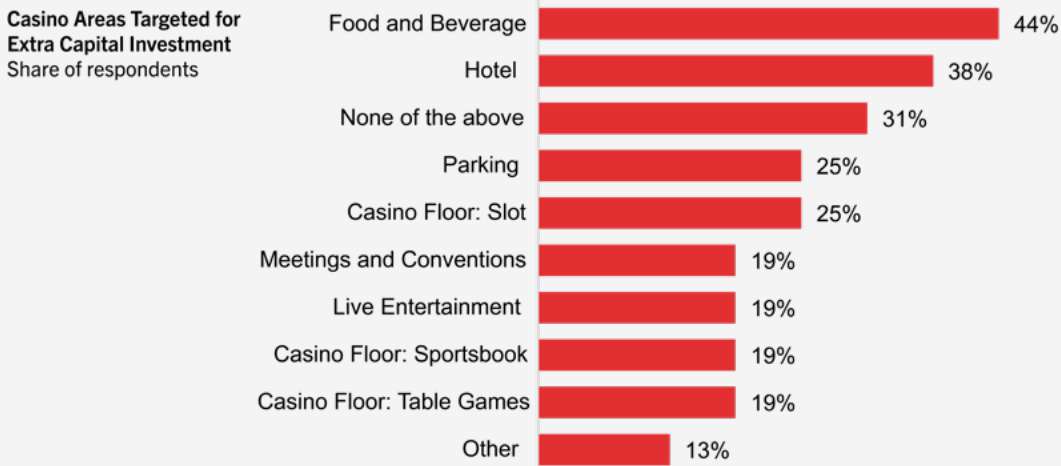 Casino Areas Targeted for
Extra Capital Investment
Share of respondents
Food and Beverage 44%
Hotel 38%
None of the above 31%
Parking 25%
Casino Floor: Slot 25%
Meetings and Conventions 19%
Live Entertainment 19%
Casino Floor: Sportsbook 19%
Casino Floor: Table Games 19%
Other 13%